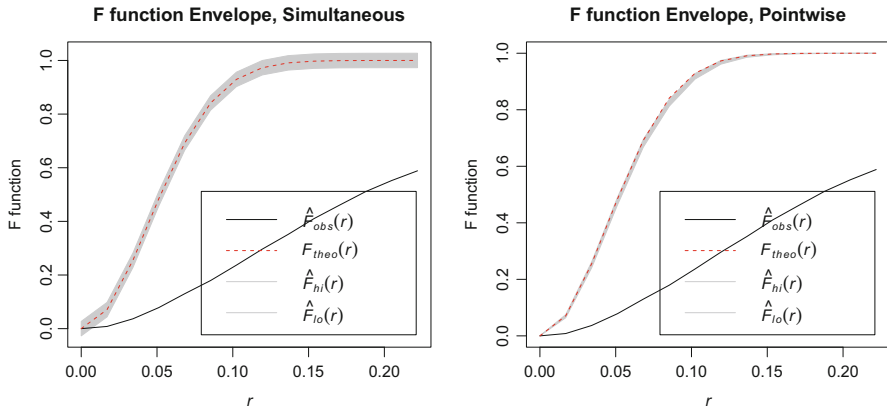 F function Envelope, Simultaneous
F function
1.0
0.8
0.6
0.4
0.2
0.0
F̂obs(r)
Ftheo(r)
F̂hi(r)
F̂lo(r)
0.00 0.05 0.10 0.15 0.20
r
F function Envelope, Pointwise
F function
1.0
0.8
0.6
0.4
0.2
0.0
F̂obs(r)
Ftheo(r)
F̂hi(r)
F̂lo(r)
0.00 0.05 0.10 0.15 0.20
r